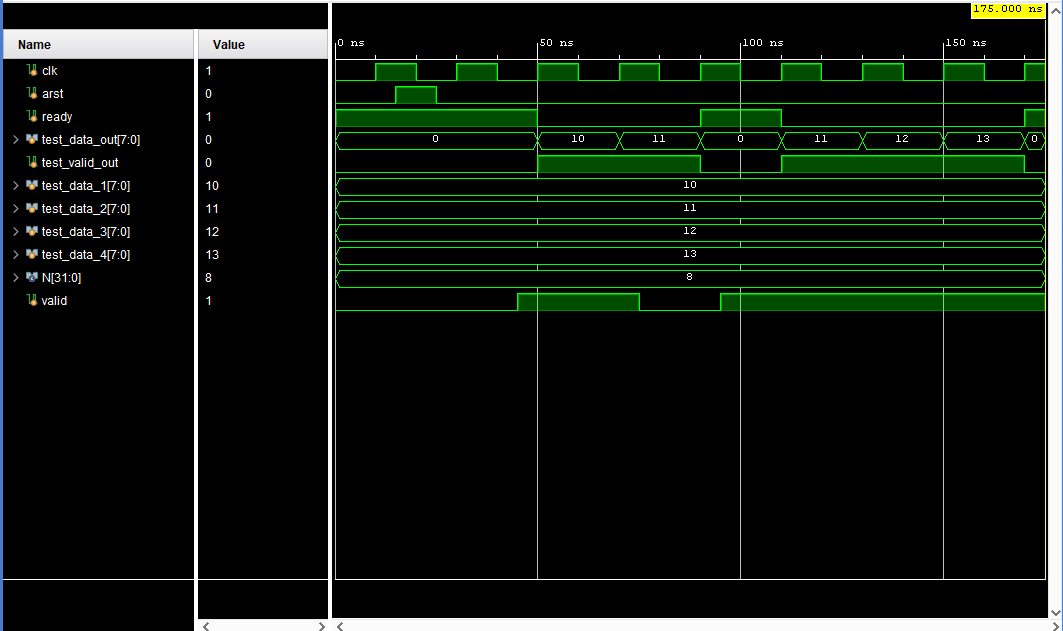 175.000 ns
Name Value
0 ns 50 ns 100 ns 150 ns
clk 1
arst 0
ready 1
test_data_out[7:0] 0 0 10 11 0 11 12 13 0
test_valid_out 0
test_data_1[7:0] 10 10
test_data_2[7:0] 11 11
test_data_3[7:0] 12 12
test_data_4[7:0] 13 13
N[31:0] 8 8
valid 1